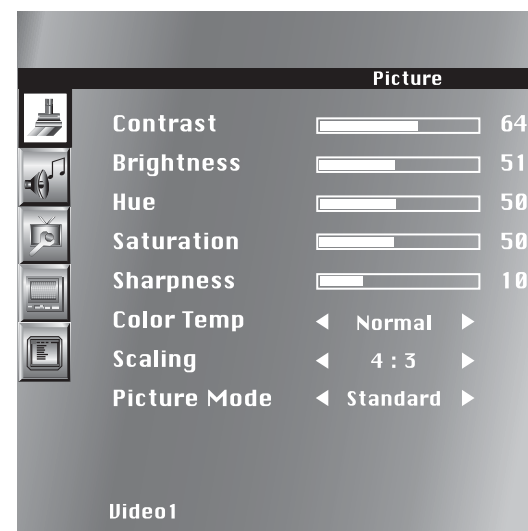 Picture
Contrast 64
Brightness 51
Hue 50
Saturation 50
Sharpness 10
Color Temp ◀ Normal ▶
Scaling ◀ 4 : 3 ▶
Picture Mode ◀ Standard ▶
Video1